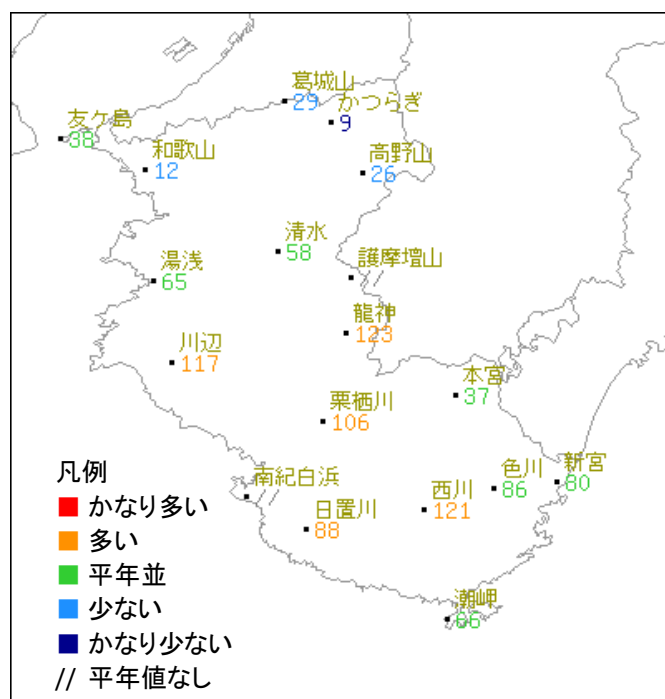 葛城山
29
かつらぎ
9
友ケ島
38
和歌山
12
高野山
26
清水
58
護摩壇山
//
湯浅
65
龍神
123
川辺
117
本宮
37
栗栖川
106
南紀白浜
//
日置川
88
西川
121
色川
86
新宮
80
潮岬
凡例
かなり多い
多い
平年並
少ない
かなり少ない
// 平年値なし